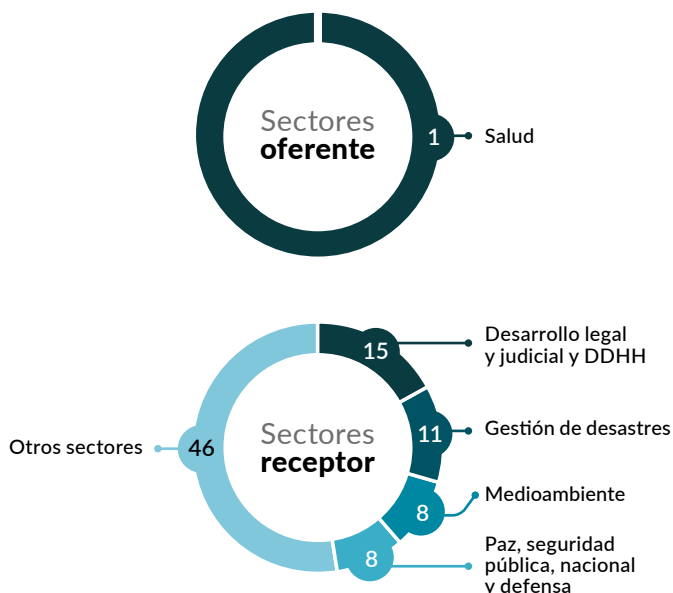 Sectores
oferente
1
Salud
Sectores
receptor
15
Desarrollo legal
y judicial y DDHH
11
Gestión de desastres
8
Medioambiente
8
Paz, seguridad
pública, nacional
y defensa
46
Otros sectores